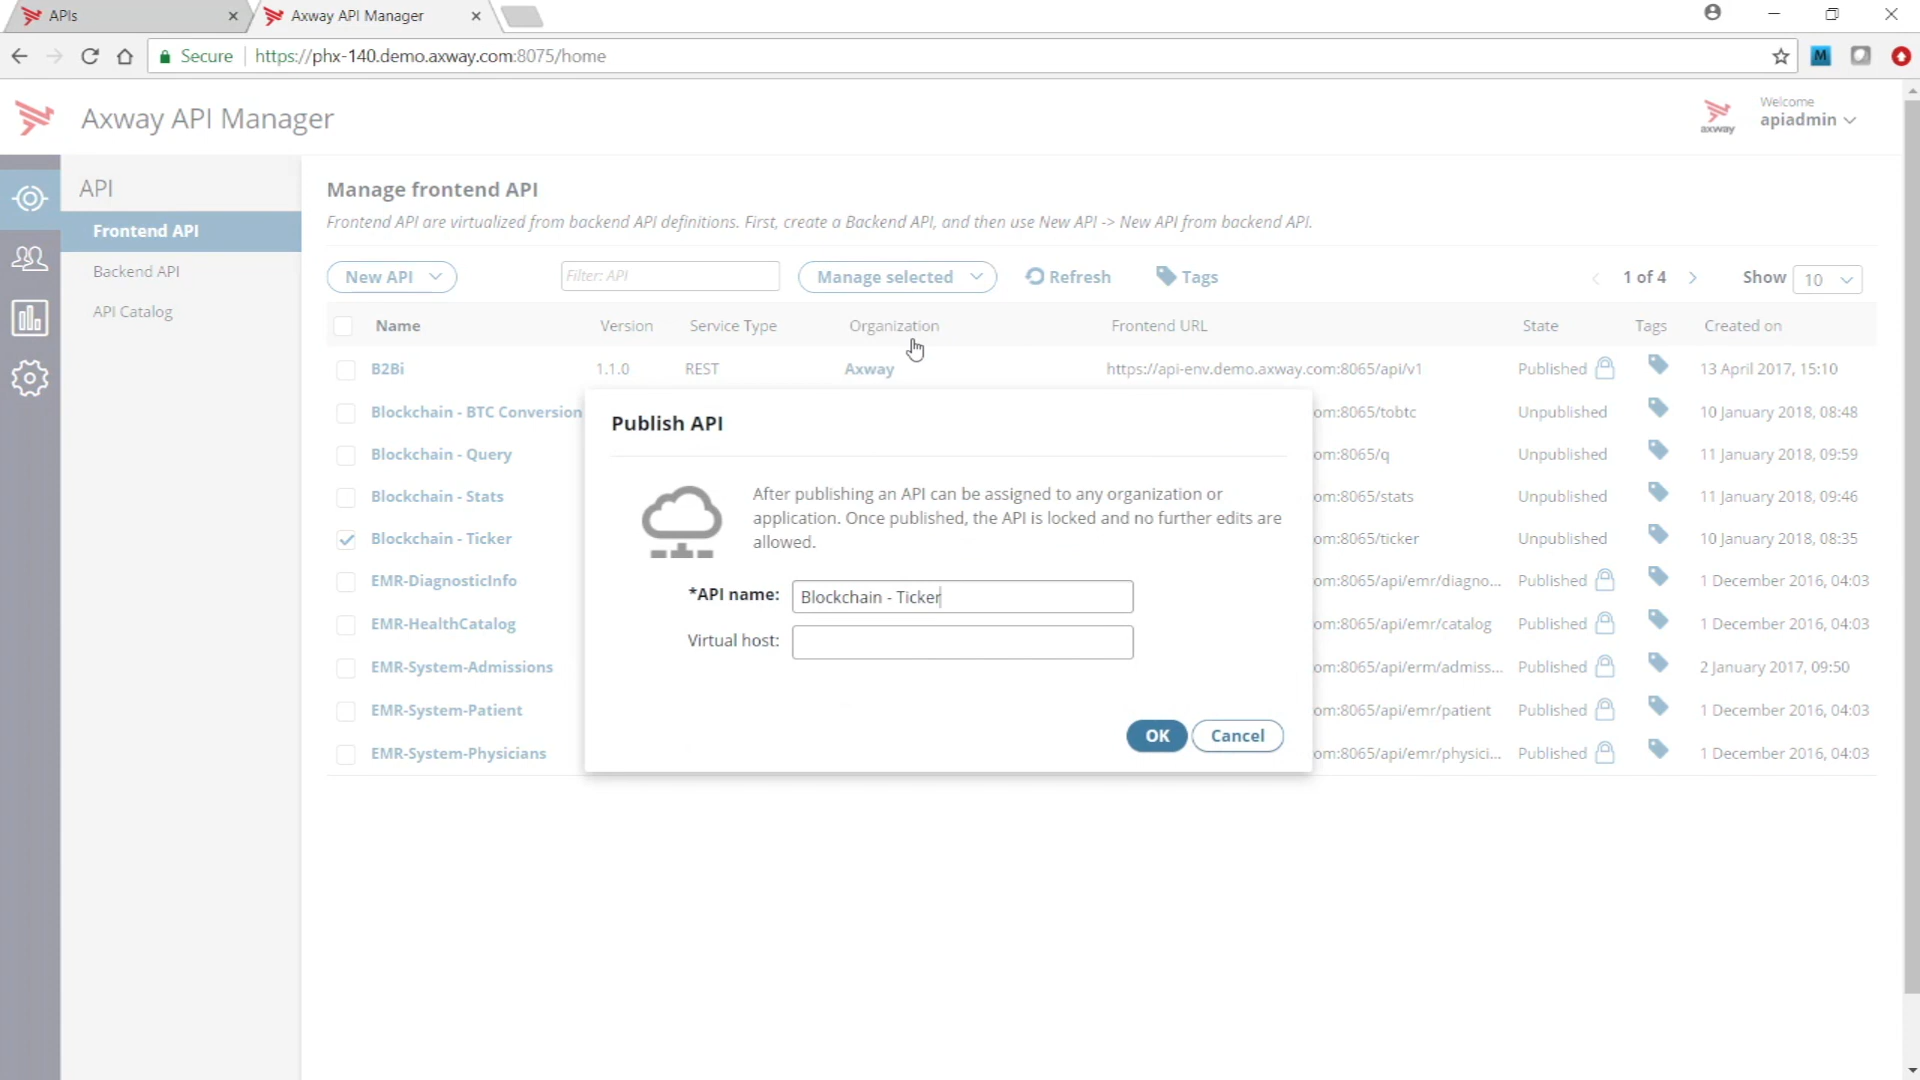 APIs
Axway API Manager
Secure https://phx-140.demo.axway.com:8075/home
M
Axway API Manager
axway
Welcome
apiadmin
API
Frontend API
Backend API
API Catalog
Manage frontend API
Frontend API are virtualized from backend API definitions. First, create a Backend API, and then use New API -> New API from backend API.
New API Filter: API Manage selected Refresh Tags 1 of 4 Show 10
Name Version Service Type Organization Frontend URL State Tags Created on
B2Bi 1.1.0 REST Axway https://api-env.demo.axway.com:8065/api/v1 Published 13 April 2017, 15:10
Blockchain - BTC Conversion om:8065/tobtc Unpublished 10 January 2018, 08:48
Blockchain - Query om:8065/q Unpublished 11 January 2018, 09:59
Blockchain - Stats om:8065/stats Unpublished 11 January 2018, 09:46
Blockchain - Ticker om:8065/ticker Unpublished 10 January 2018, 08:35
EMR-DiagnosticInfo om:8065/api/emr/diagno... Published 1 December 2016, 04:03
EMR-HealthCatalog om:8065/api/emr/catalog Published 1 December 2016, 04:03
EMR-System-Admissions om:8065/api/erm/admiss... Published 2 January 2017, 09:50
EMR-System-Patient om:8065/api/emr/patient Published 1 December 2016, 04:03
EMR-System-Physicians om:8065/api/emr/physici... Published 1 December 2016, 04:03
Publish API
After publishing an API can be assigned to any organization or
application. Once published, the API is locked and no further edits are
allowed.
*API name: Blockchain - Ticker
Virtual host:
OK Cancel